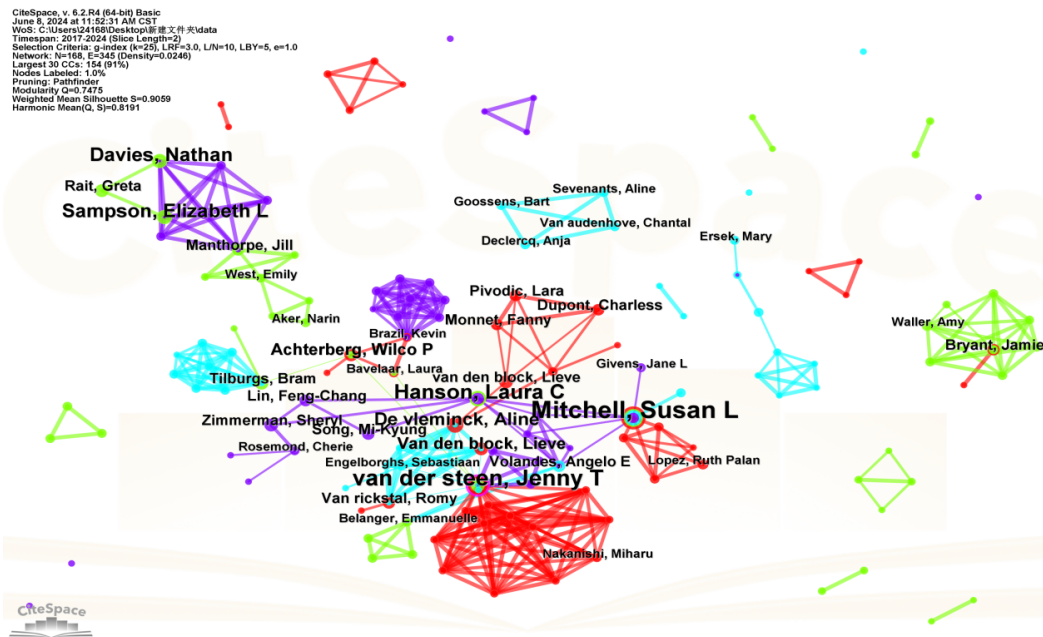 CiteSpace, v. 6.2.R4 (64-bit) Basic
June 8, 2024 at 11:52:31 AM CST
WoS: C:\Users\24168\Desktop\新建文件夹\data
Timespan: 2017-2024 (Slice Length=2)
Selection Criteria: g-index (k=25), LRF=3.0, L/N=10, LBY=5, e=1.0
Network: N=168, E=345 (Density=0.0246)
Largest 30 CCs: 154 (91%)
Nodes Labeled: 1.0%
Pruning: Pathfinder
Modularity Q=0.7475
Weighted Mean Silhouette S=0.9059
Harmonic Mean(Q, S)=0.8191
Davies, Nathan
Rait, Greta
Sampson, Elizabeth L
Manthorpe, Jill
West, Emily
Aker, Narin
Sevenants, Aline
Goossens, Bart
Van audenhove, Chantal
Declercq, Anja
Ersek, Mary
Pivodic, Lara
Dupont, Charless
Monnet, Fanny
Brazil, Kevin
Achterberg, Wilco P
Bavelaar, Laura
Givens, Jane L
Waller, Amy
Bryant, Jamie
Tilburgs, Bram
van den block, Lieve
Hanson, Laura C
Lin, Feng-Chang
Mitchell, Susan L
Zimmerman, Sheryl
De vleminck, Aline
Song, Mi-Kyung
Rosemond, Cherie
Van den block, Lieve
Engelborghs, Sebastiaan
Volandes, Angelo E
Lopez, Ruth Palan
van der steen, Jenny T
Van rickstal, Romy
Belanger, Emmanuelle
Nakanishi, Miharu
CiteSpace
CiteSpace